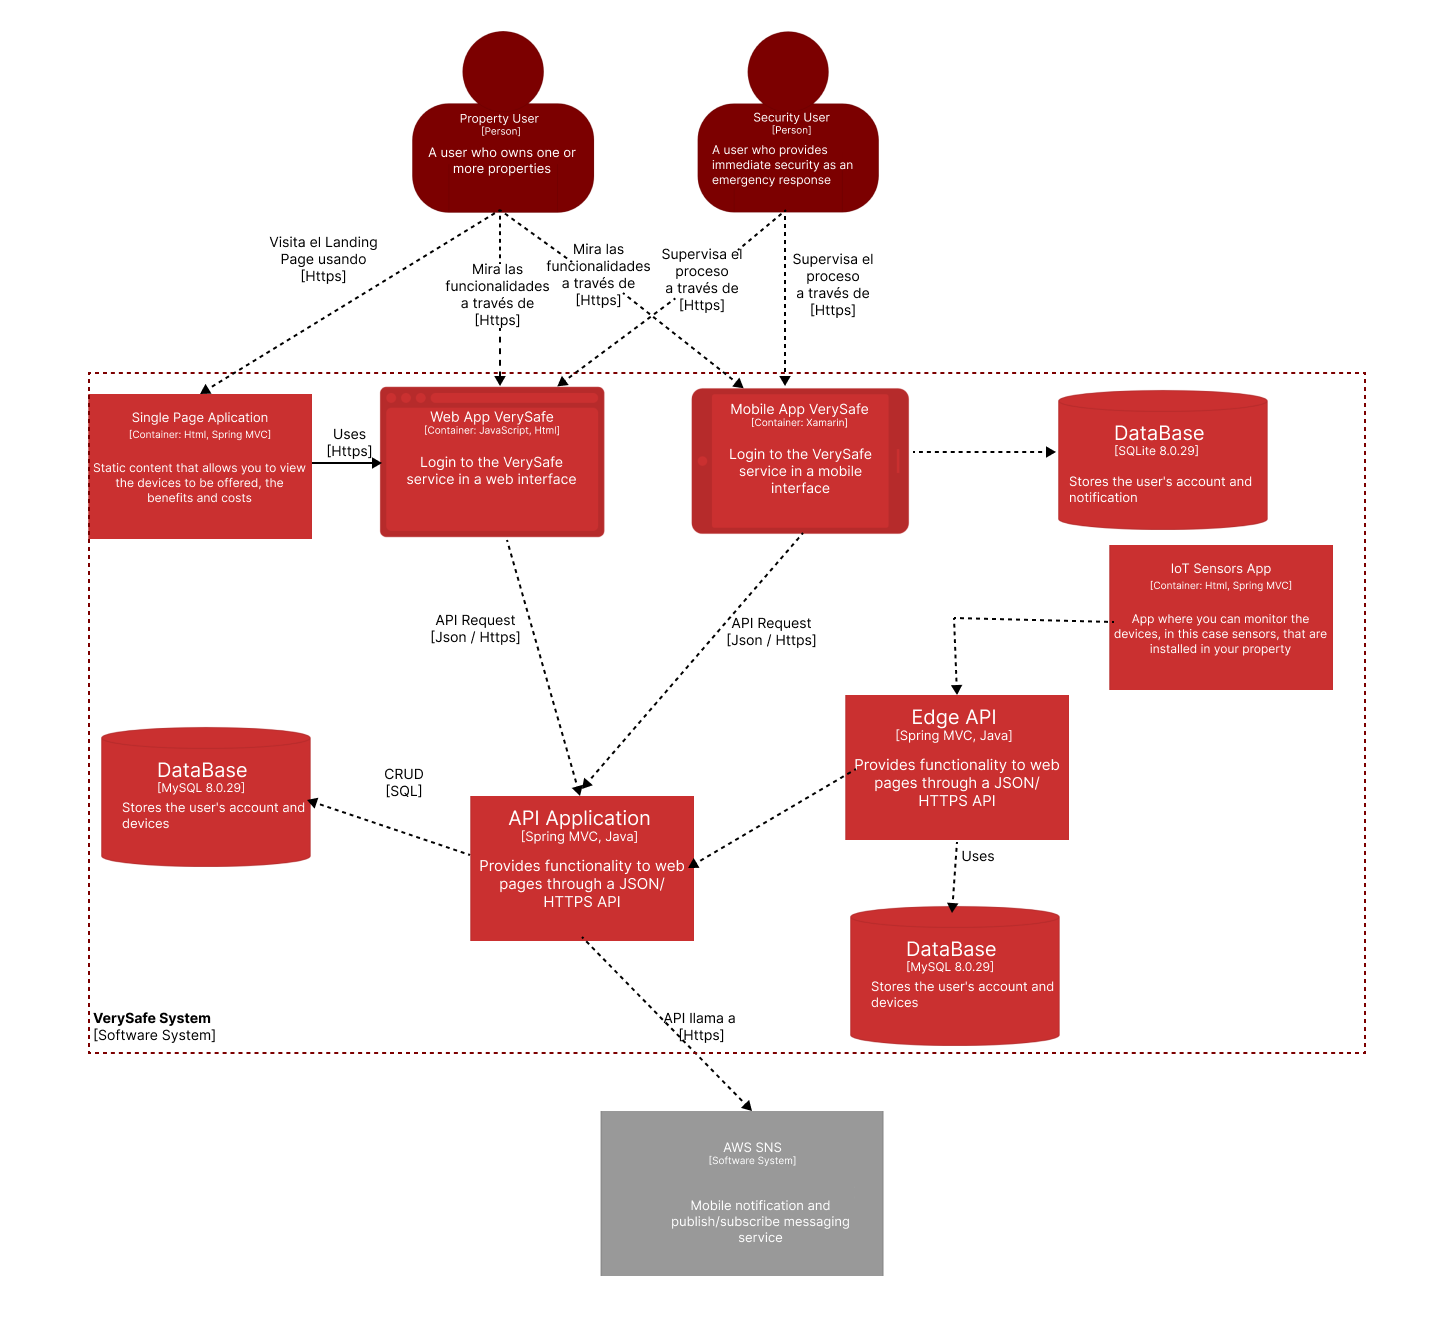 Property User
[Person]
A user who owns one or
more properties
Security User
[Person]
A user who provides
immediate security as an
emergency response
Visita el Landing
Page usando
[Https]
Mira las
funcionalidades
a través de
[Https]
Mira las
funcionalidades
a través de
[Https]
Supervisa el
proceso
a través de
[Https]
Supervisa el
proceso
a través de
[Https]
Single Page Aplication
[Container: Html, Spring MVC]
Static content that allows you to view
the devices to be offered, the
benefits and costs
Uses
[Https]
Web App VerySafe
[Container: JavaScript, Html]
Login to the VerySafe
service in a web interface
Mobile App VerySafe
[Container: Xamarin]
Login to the VerySafe
service in a mobile
interface
DataBase
[SQLite 8.0.29]
Stores the user's account and
notification
IoT Sensors App
[Container: Html, Spring MVC]
App where you can monitor the
devices, in this case sensors, that are
installed in your property
API Request
[Json / Https]
API Request
[Json / Https]
Edge API
[Spring MVC, Java]
Provides functionality to web
pages through a JSON/
HTTPS API
DataBase
[MySQL 8.0.29]
Stores the user's account and
devices
CRUD
[SQL]
API Application
[Spring MVC, Java]
Provides functionality to web
pages through a JSON/
HTTPS API
Uses
DataBase
[MySQL 8.0.29]
Stores the user's account and
devices
VerySafe System
[Software System]
API llama a
[Https]
AWS SNS
[Software System]
Mobile notification and
publish/subscribe messaging
service